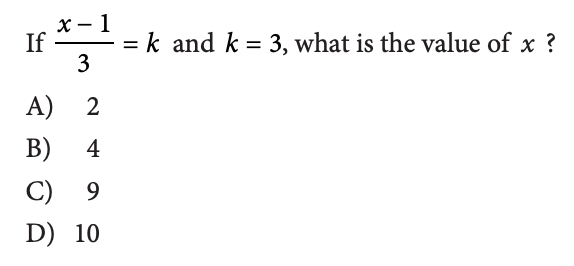 If (x − 1)/3 = k and k = 3, what is the value of x ?
A) 2
B) 4
C) 9
D) 10